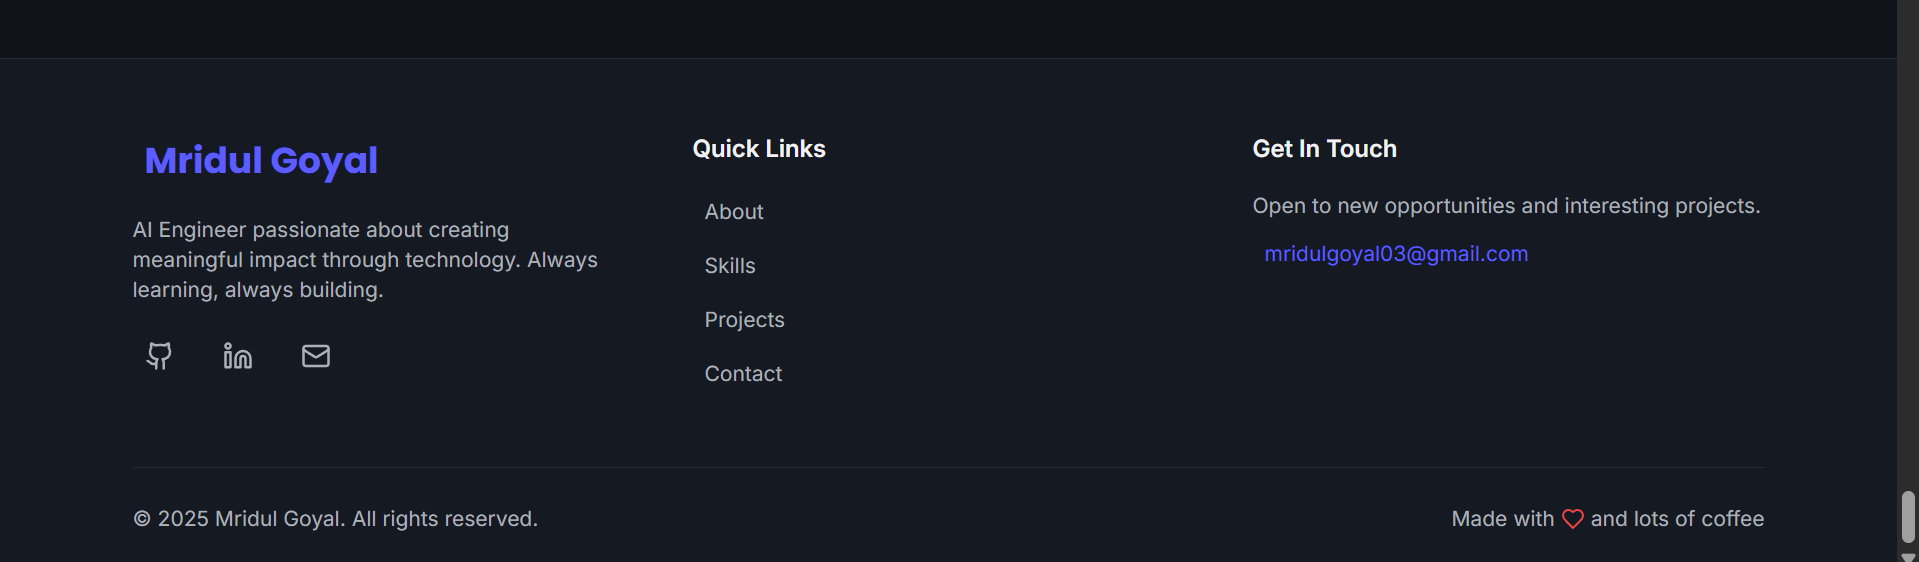 Mridul Goyal
AI Engineer passionate about creating
meaningful impact through technology. Always
learning, always building.
Quick Links
About
Skills
Projects
Contact
Get In Touch
Open to new opportunities and interesting projects.
mridulgoyal03@gmail.com
© 2025 Mridul Goyal. All rights reserved.
Made with and lots of coffee